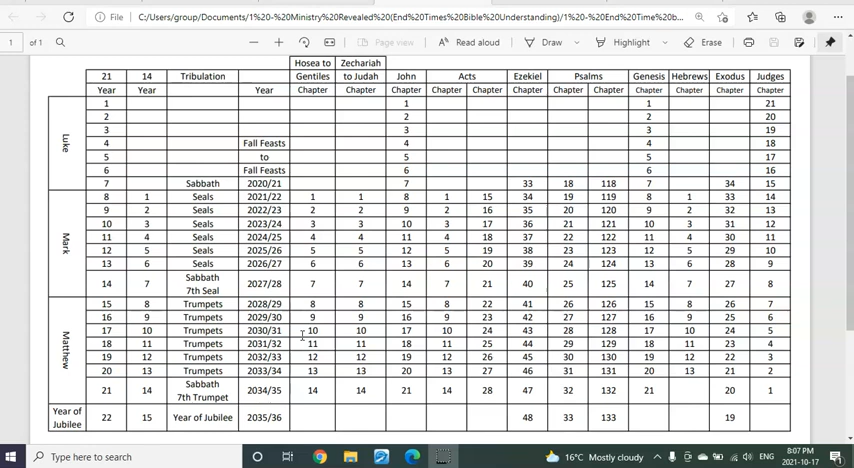 File C:/Users/group/Documents/1%20-%20Ministry%20Revealed(End%20Times%20Bible%20Understanding)/1%20-%20End%20Time%20b...
1 of 1 Page view Read aloud Draw Highlight Erase
Hosea to Zechariah
21 14 Tribulation Gentiles to Judah John Acts Ezekiel Psalms Genesis Hebrews Exodus Judges
Year Year Year Chapter Chapter Chapter Chapter Chapter Chapter Chapter Chapter Chapter Chapter Chapter Chapter
Luke
1 1 1 21
2 2 2 20
3 3 3 19
4 Fall Feasts 4 4 18
5 to 5 5 17
6 Fall Feasts 6 6 16
7 Sabbath 2020/21 7 33 18 118 7 34 15
Mark
8 1 Seals 2021/22 1 1 8 1 15 34 19 119 8 1 33 14
9 2 Seals 2022/23 2 2 9 2 16 35 20 120 9 2 32 13
10 3 Seals 2023/24 3 3 10 3 17 36 21 121 10 3 31 12
11 4 Seals 2024/25 4 4 11 4 18 37 22 122 11 4 30 11
12 5 Seals 2025/26 5 5 12 5 19 38 23 123 12 5 29 10
13 6 Seals 2026/27 6 6 13 6 20 39 24 124 13 6 28 9
14 7 Sabbath 7th Seal 2027/28 7 7 14 7 21 40 25 125 14 7 27 8
Matthew
15 8 Trumpets 2028/29 8 8 15 8 22 41 26 126 15 8 26 7
16 9 Trumpets 2029/30 9 9 16 9 23 42 27 127 16 9 25 6
17 10 Trumpets 2030/31 10 10 17 10 24 43 28 128 17 10 24 5
18 11 Trumpets 2031/32 11 11 18 11 25 44 29 129 18 11 23 4
19 12 Trumpets 2032/33 12 12 19 12 26 45 30 130 19 12 22 3
20 13 Trumpets 2033/34 13 13 20 13 27 46 31 131 20 13 21 2
21 14 Sabbath 7th Trumpet 2034/35 14 14 21 14 28 47 32 132 21 20 1
Year of Jubilee 22 15 Year of Jubilee 2035/36 48 33 133 19
Type here to search 16°C Mostly cloudy ENG 8:07 PM
2021-10-17